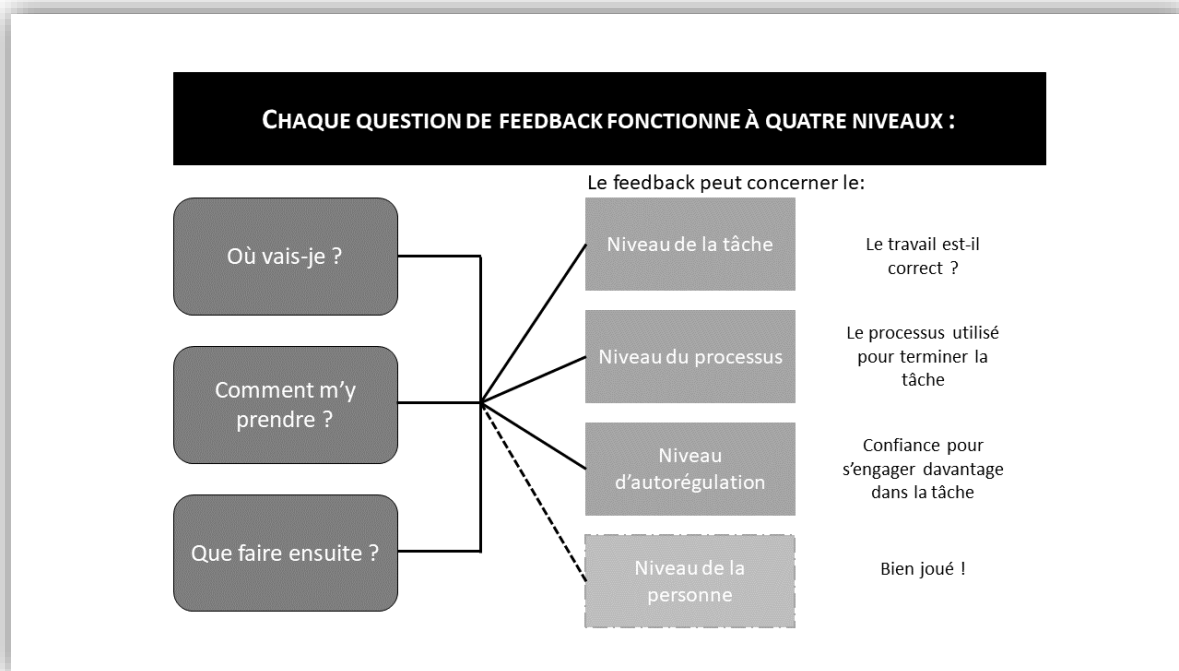 CHAQUE QUESTION DE FEEDBACK FONCTIONNE À QUATRE NIVEAUX :
Le feedback peut concerner le:
Où vais-je ?
Comment m’y
prendre ?
Que faire ensuite ?
Niveau de la tâche
Le travail est-il
correct ?
Niveau du processus
Le processus utilisé
pour terminer la
tâche
Niveau
d’autorégulation
Confiance pour
s’engager davantage
dans la tâche
Niveau de la
personne
Bien joué !